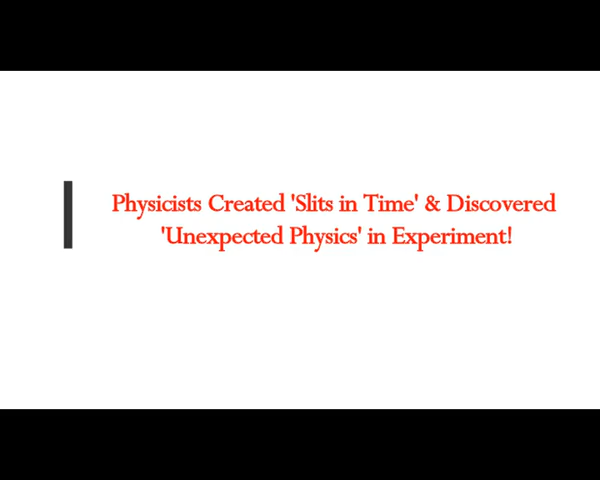 Physicists Created 'Slits in Time' & Discovered
'Unexpected Physics' in Experiment!